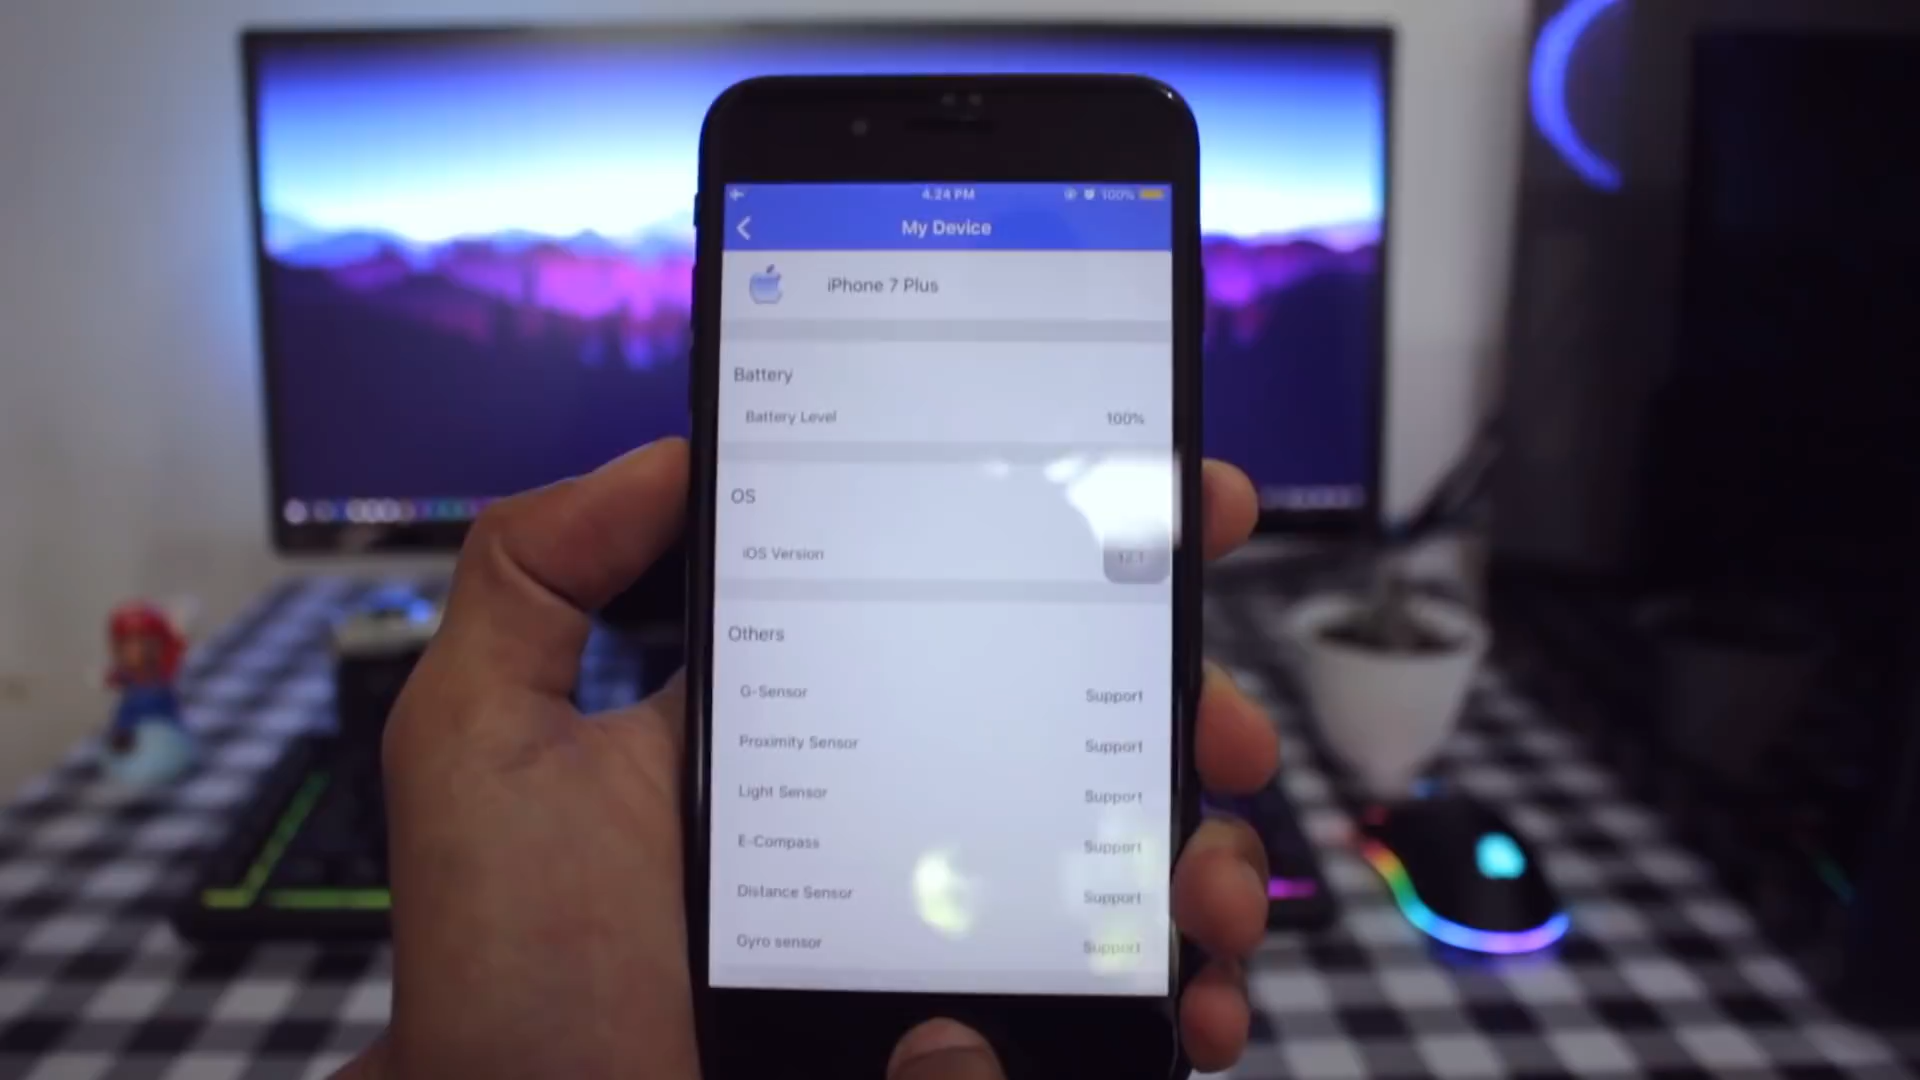 4:24 PM 100%
My Device
iPhone 7 Plus
Battery
Battery Level 100%
OS
iOS Version
Others
G-Sensor Support
Proximity Sensor Support
Light Sensor Support
E-Compass Support
Distance Sensor Support
Gyro sensor Support